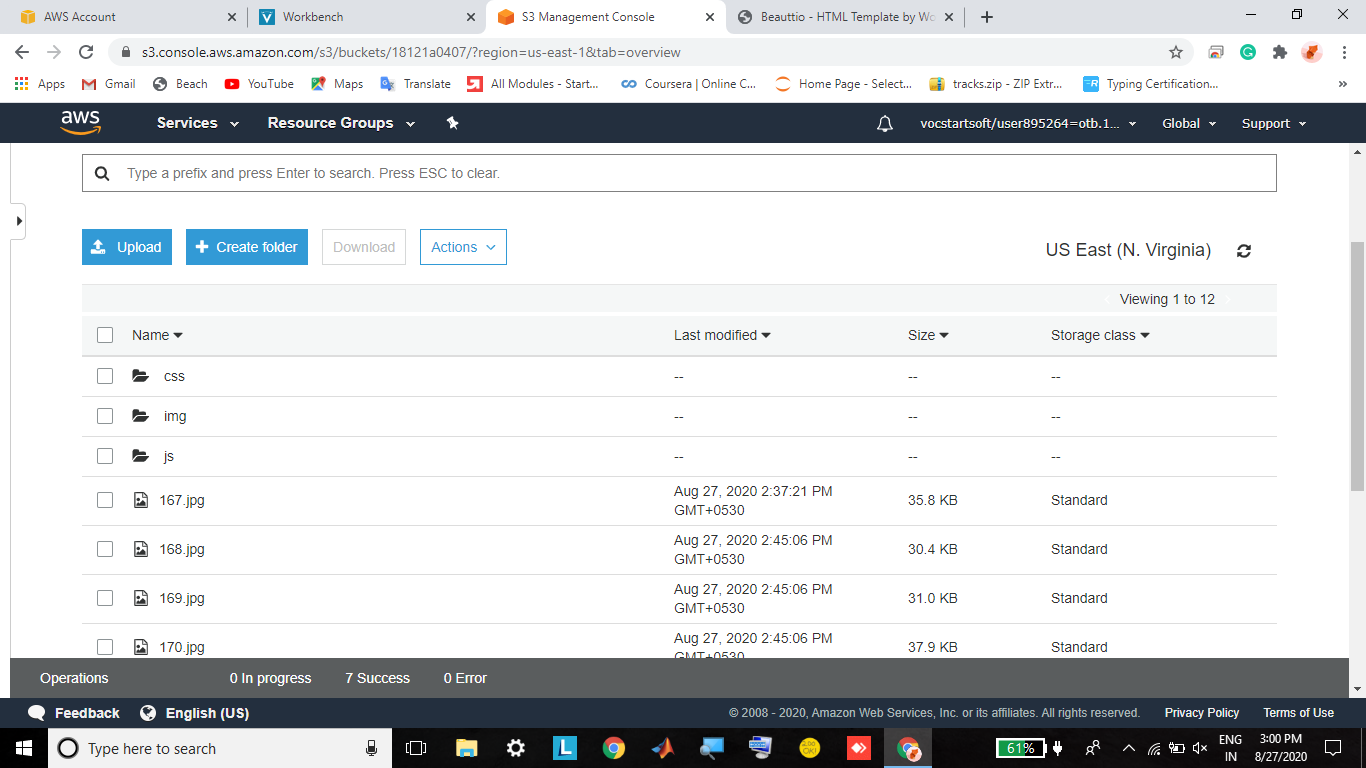 AWS Account
Workbench
S3 Management Console
Beauttio - HTML Template by Wo
s3.console.aws.amazon.com/s3/buckets/18121a0407/?region=us-east-1&tab=overview
Apps
Gmail
Beach
YouTube
Maps
Translate
All Modules - Start...
Coursera | Online C...
Home Page - Select...
tracks.zip - ZIP Extr...
Typing Certification...
aws
Services
Resource Groups
vocstartsoft/user895264=otb.1...
Global
Support
Type a prefix and press Enter to search. Press ESC to clear.
Upload
Create folder
Download
Actions
US East (N. Virginia)
Viewing 1 to 12
Name
Last modified
Size
Storage class
css -- -- --
img -- -- --
js -- -- --
167.jpg
Aug 27, 2020 2:37:21 PM
GMT+0530
35.8 KB
Standard
168.jpg
Aug 27, 2020 2:45:06 PM
GMT+0530
30.4 KB
Standard
169.jpg
Aug 27, 2020 2:45:06 PM
GMT+0530
31.0 KB
Standard
170.jpg
Aug 27, 2020 2:45:06 PM
GMT+0530
37.9 KB
Standard
Operations
0 In progress
7 Success
0 Error
Feedback
English (US)
© 2008 - 2020, Amazon Web Services, Inc. or its affiliates. All rights reserved.
Privacy Policy
Terms of Use
Type here to search
61%
ENG
IN
3:00 PM
8/27/2020